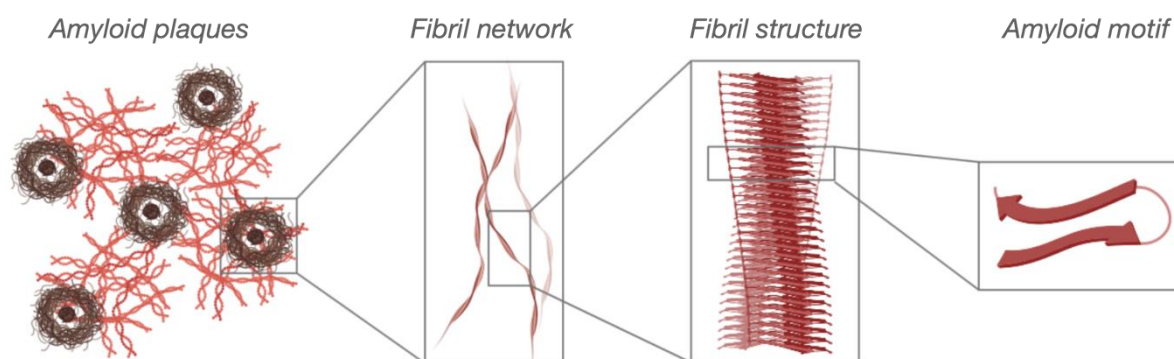 Amyloid plaques
Fibril network
Fibril structure
Amyloid motif